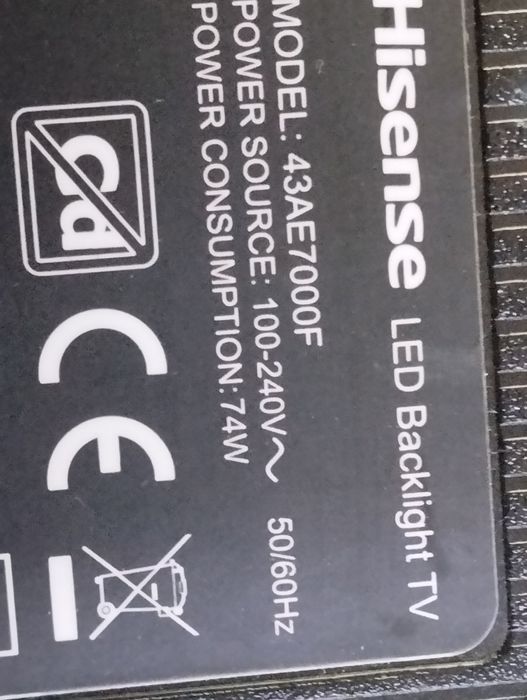 Hisense LED Backlight TV
MODEL: 43AE7000F
POWER SOURCE: 100-240V~ 50/60Hz
POWER CONSUMPTION:74W
Cd
CE